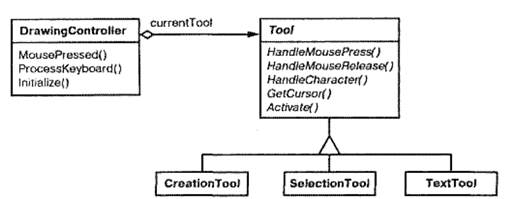 DrawingController
MousePressed()
ProcessKeyboard()
Initialize()
currentTool
Tool
HandleMousePress()
HandleMouseRelease()
HandleCharacter()
GetCursor()
Activate()
CreationTool
SelectionTool
TextTool